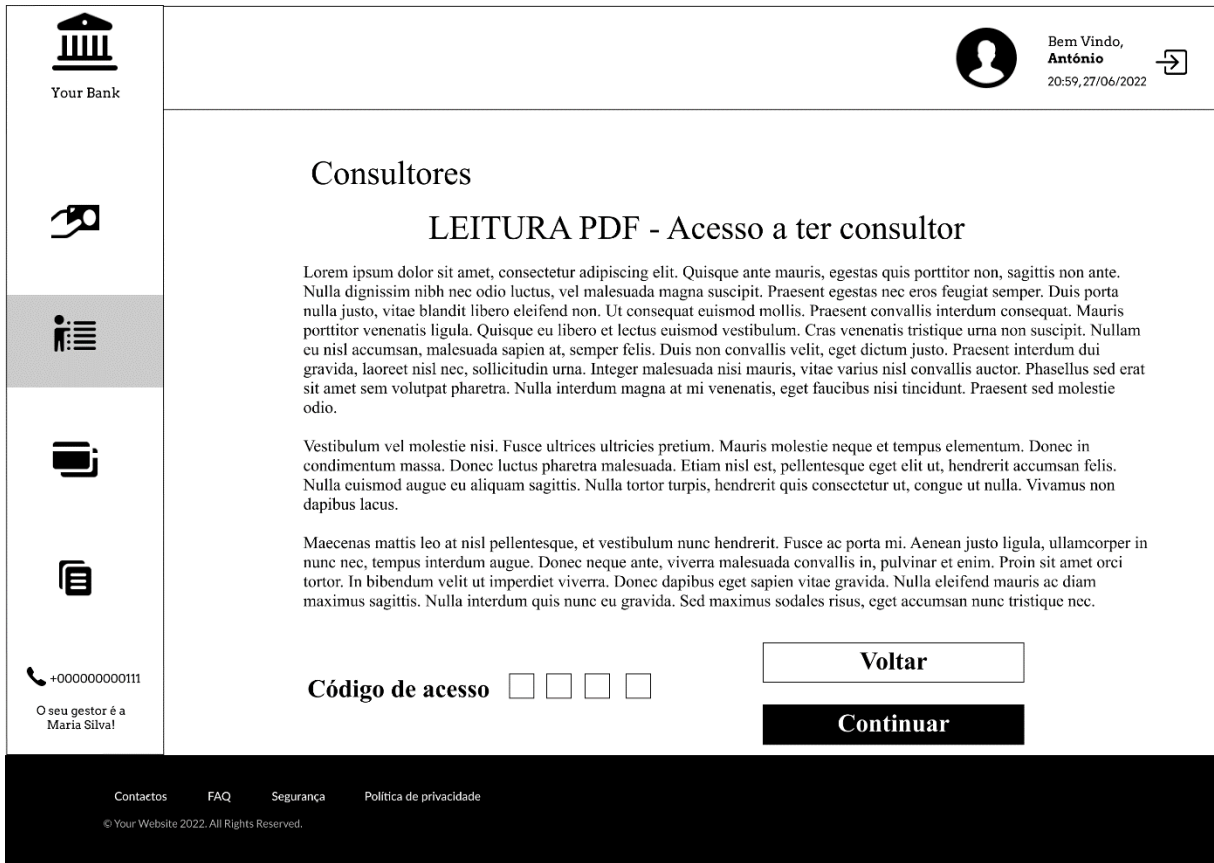 Your Bank
Bem Vindo,
António
20:59, 27/06/2022
Consultores
LEITURA PDF - Acesso a ter consultor
Lorem ipsum dolor sit amet, consectetur adipiscing elit. Quisque ante mauris, egestas quis porttitor non, sagittis non ante.
Nulla dignissim nibh nec odio luctus, vel malesuada magna suscipit. Praesent egestas nec eros feugiat semper. Duis porta
nulla justo, vitae blandit libero eleifend non. Ut consequat euismod mollis. Praesent convallis interdum consequat. Mauris
porttitor venenatis ligula. Quisque eu libero et lectus euismod vestibulum. Cras venenatis tristique urna non suscipit. Nullam
eu nisl accumsan, malesuada sapien at, semper felis. Duis non convallis velit, eget dictum justo. Praesent interdum dui
gravida, laoreet nisl nec, sollicitudin urna. Integer malesuada nisi mauris, vitae varius nisl convallis auctor. Phasellus sed erat
sit amet sem volutpat pharetra. Nulla interdum magna at mi venenatis, eget faucibus nisi tincidunt. Praesent sed molestie
odio.
Vestibulum vel molestie nisi. Fusce ultrices ultricies pretium. Mauris molestie neque et tempus elementum. Donec in
condimentum massa. Donec luctus pharetra malesuada. Etiam nisl est, pellentesque eget elit ut, hendrerit accumsan felis.
Nulla euismod augue eu aliquam sagittis. Nulla tortor turpis, hendrerit quis consectetur ut, congue ut nulla. Vivamus non
dapibus lacus.
Maecenas mattis leo at nisl pellentesque, et vestibulum nunc hendrerit. Fusce ac porta mi. Aenean justo ligula, ullamcorper in
nunc nec, tempus interdum augue. Donec neque ante, viverra malesuada convallis in, pulvinar et enim. Proin sit amet orci
tortor. In bibendum velit ut imperdiet viverra. Donec dapibus eget sapien vitae gravida. Nulla eleifend mauris ac diam
maximus sagittis. Nulla interdum quis nunc eu gravida. Sed maximus sodales risus, eget accumsan nunc tristique nec.
Código de acesso
Voltar
Continuar
+000000000111
O seu gestor é a
Maria Silva!
Contactos FAQ Segurança Política de privacidade
© Your Website 2022. All Rights Reserved.